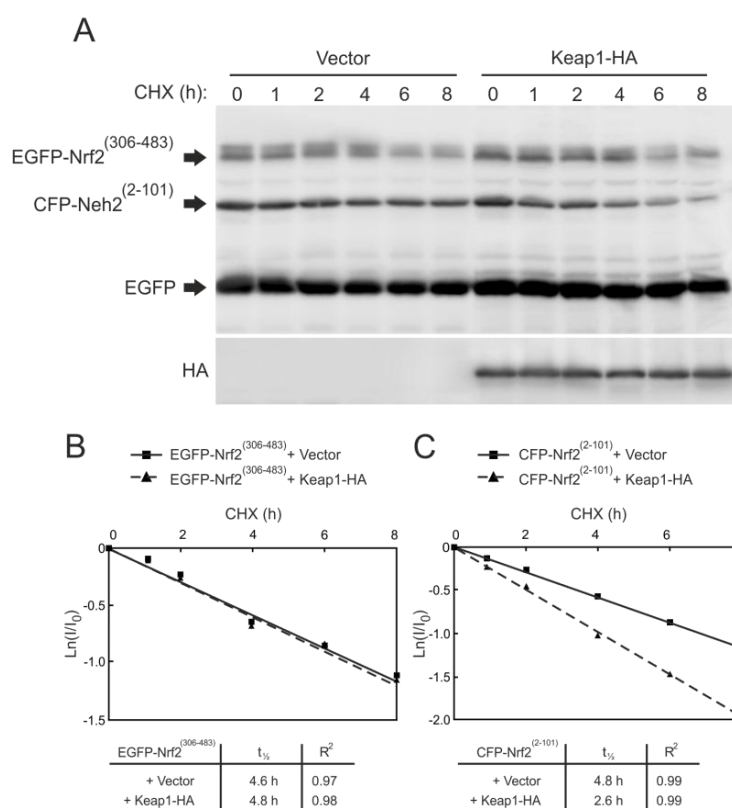 A
Vector Keap1-HA
CHX (h): 0 1 2 4 6 8 0 1 2 4 6 8
EGFP-Nrf2(306-483)
CFP-Neh2(2-101)
EGFP
HA
B
EGFP-Nrf2(306-483)+ Vector
EGFP-Nrf2(306-483)+ Keap1-HA
CHX (h)
0 2 4 6 8
0
-0.5
-1.0
-1.5
Ln(I/I0)
EGFP-Nrf2(306-483) t½ R2
+ Vector 4.6 h 0.97
+ Keap1-HA 4.8 h 0.98
C
CFP-Nrf2(2-101)+ Vector
CFP-Nrf2(2-101)+ Keap1-HA
CHX (h)
0 2 4 6
0
-0.5
-1.0
-1.5
-2.0
Ln(I/I0)
CFP-Nrf2(2-101) t½ R2
+ Vector 4.8 h 0.99
+ Keap1-HA 2.6 h 0.99